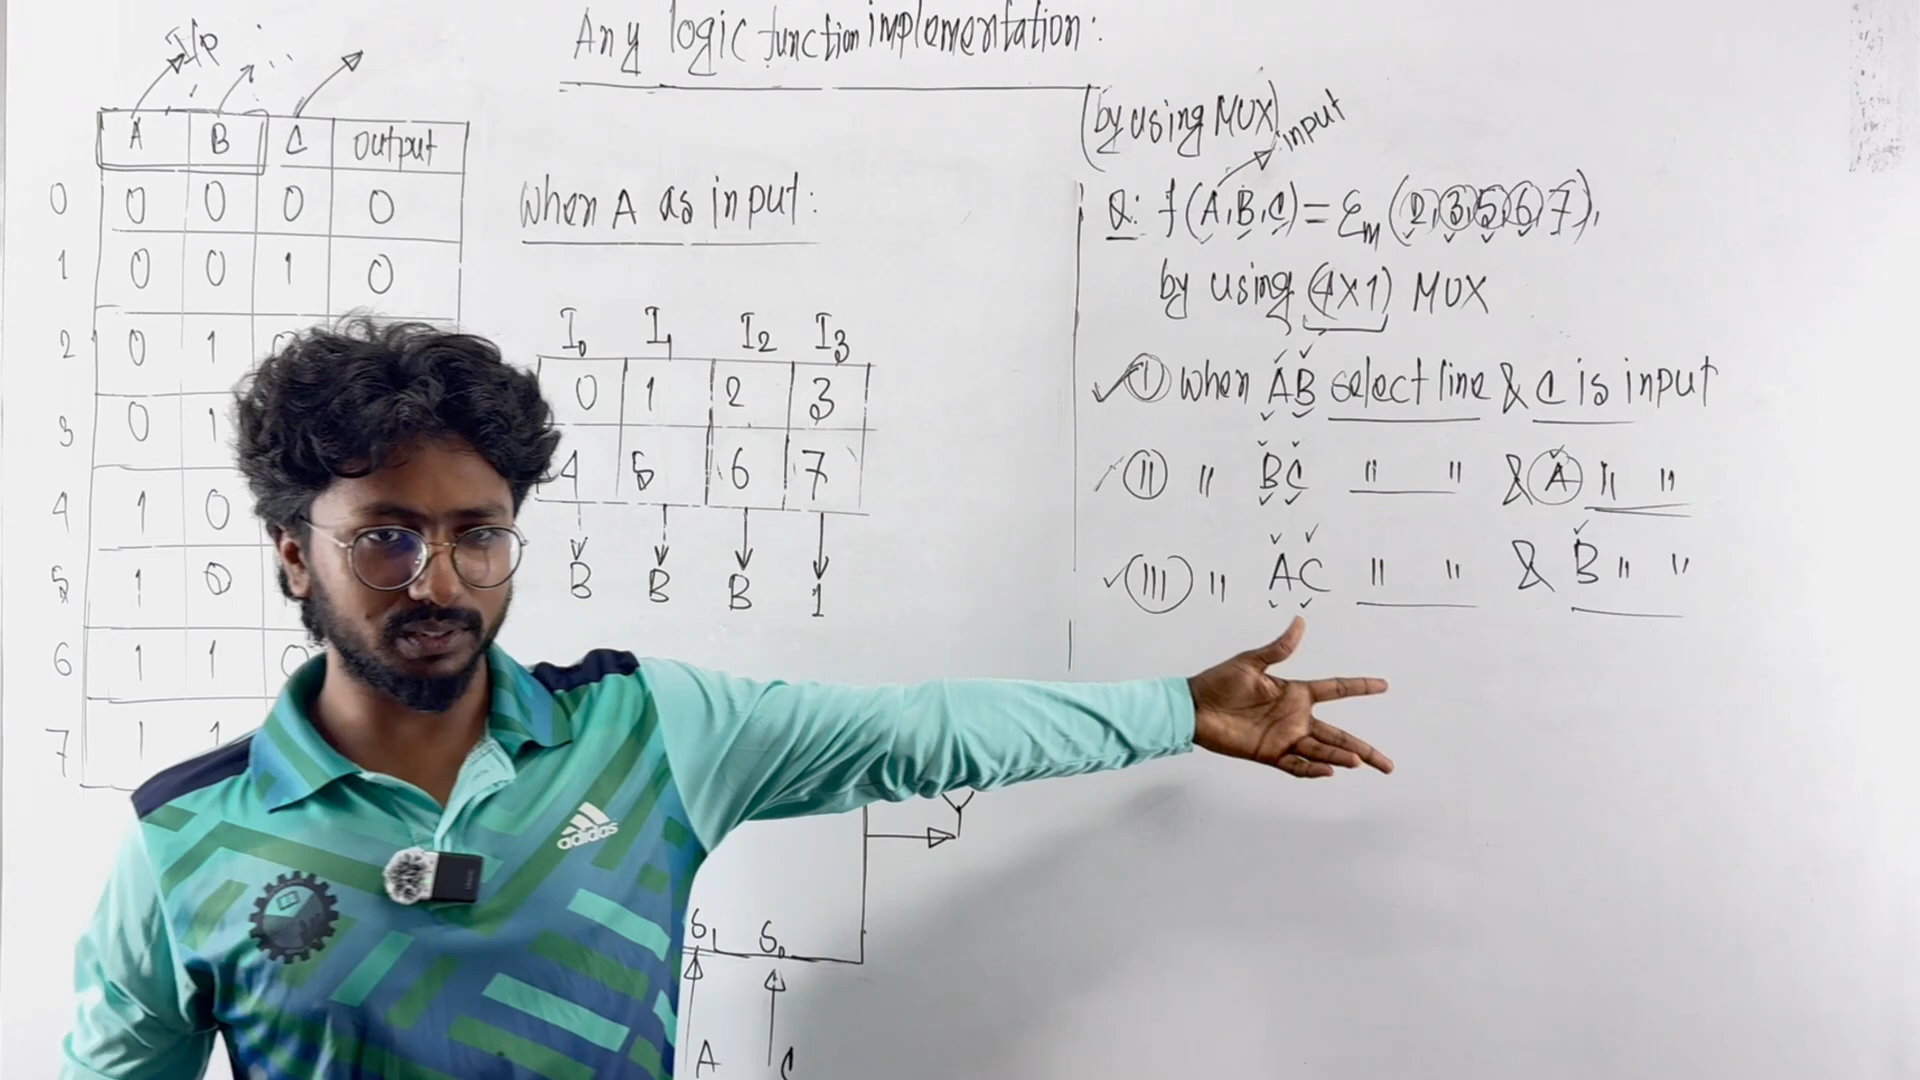 Any logic function implementation:
(by using MUX)
I/p
input
A B C output
0 0 0 0 0
1 0 0 1 0
2 0 1
3 0 1
4 1 0
5 1 0
6 1 1 0
7 1 1
when A as input:
I0 I1 I2 I3
0 1 2 3
4 5 6 7
B B B 1
S1 S0
A C
Q: f(A,B,C) = Σm (2,3,5,6,7),
by using (4x1) MUX
I when AB select line & C is input
II " BC " " & A " "
III " AC " " & B " "
adidas